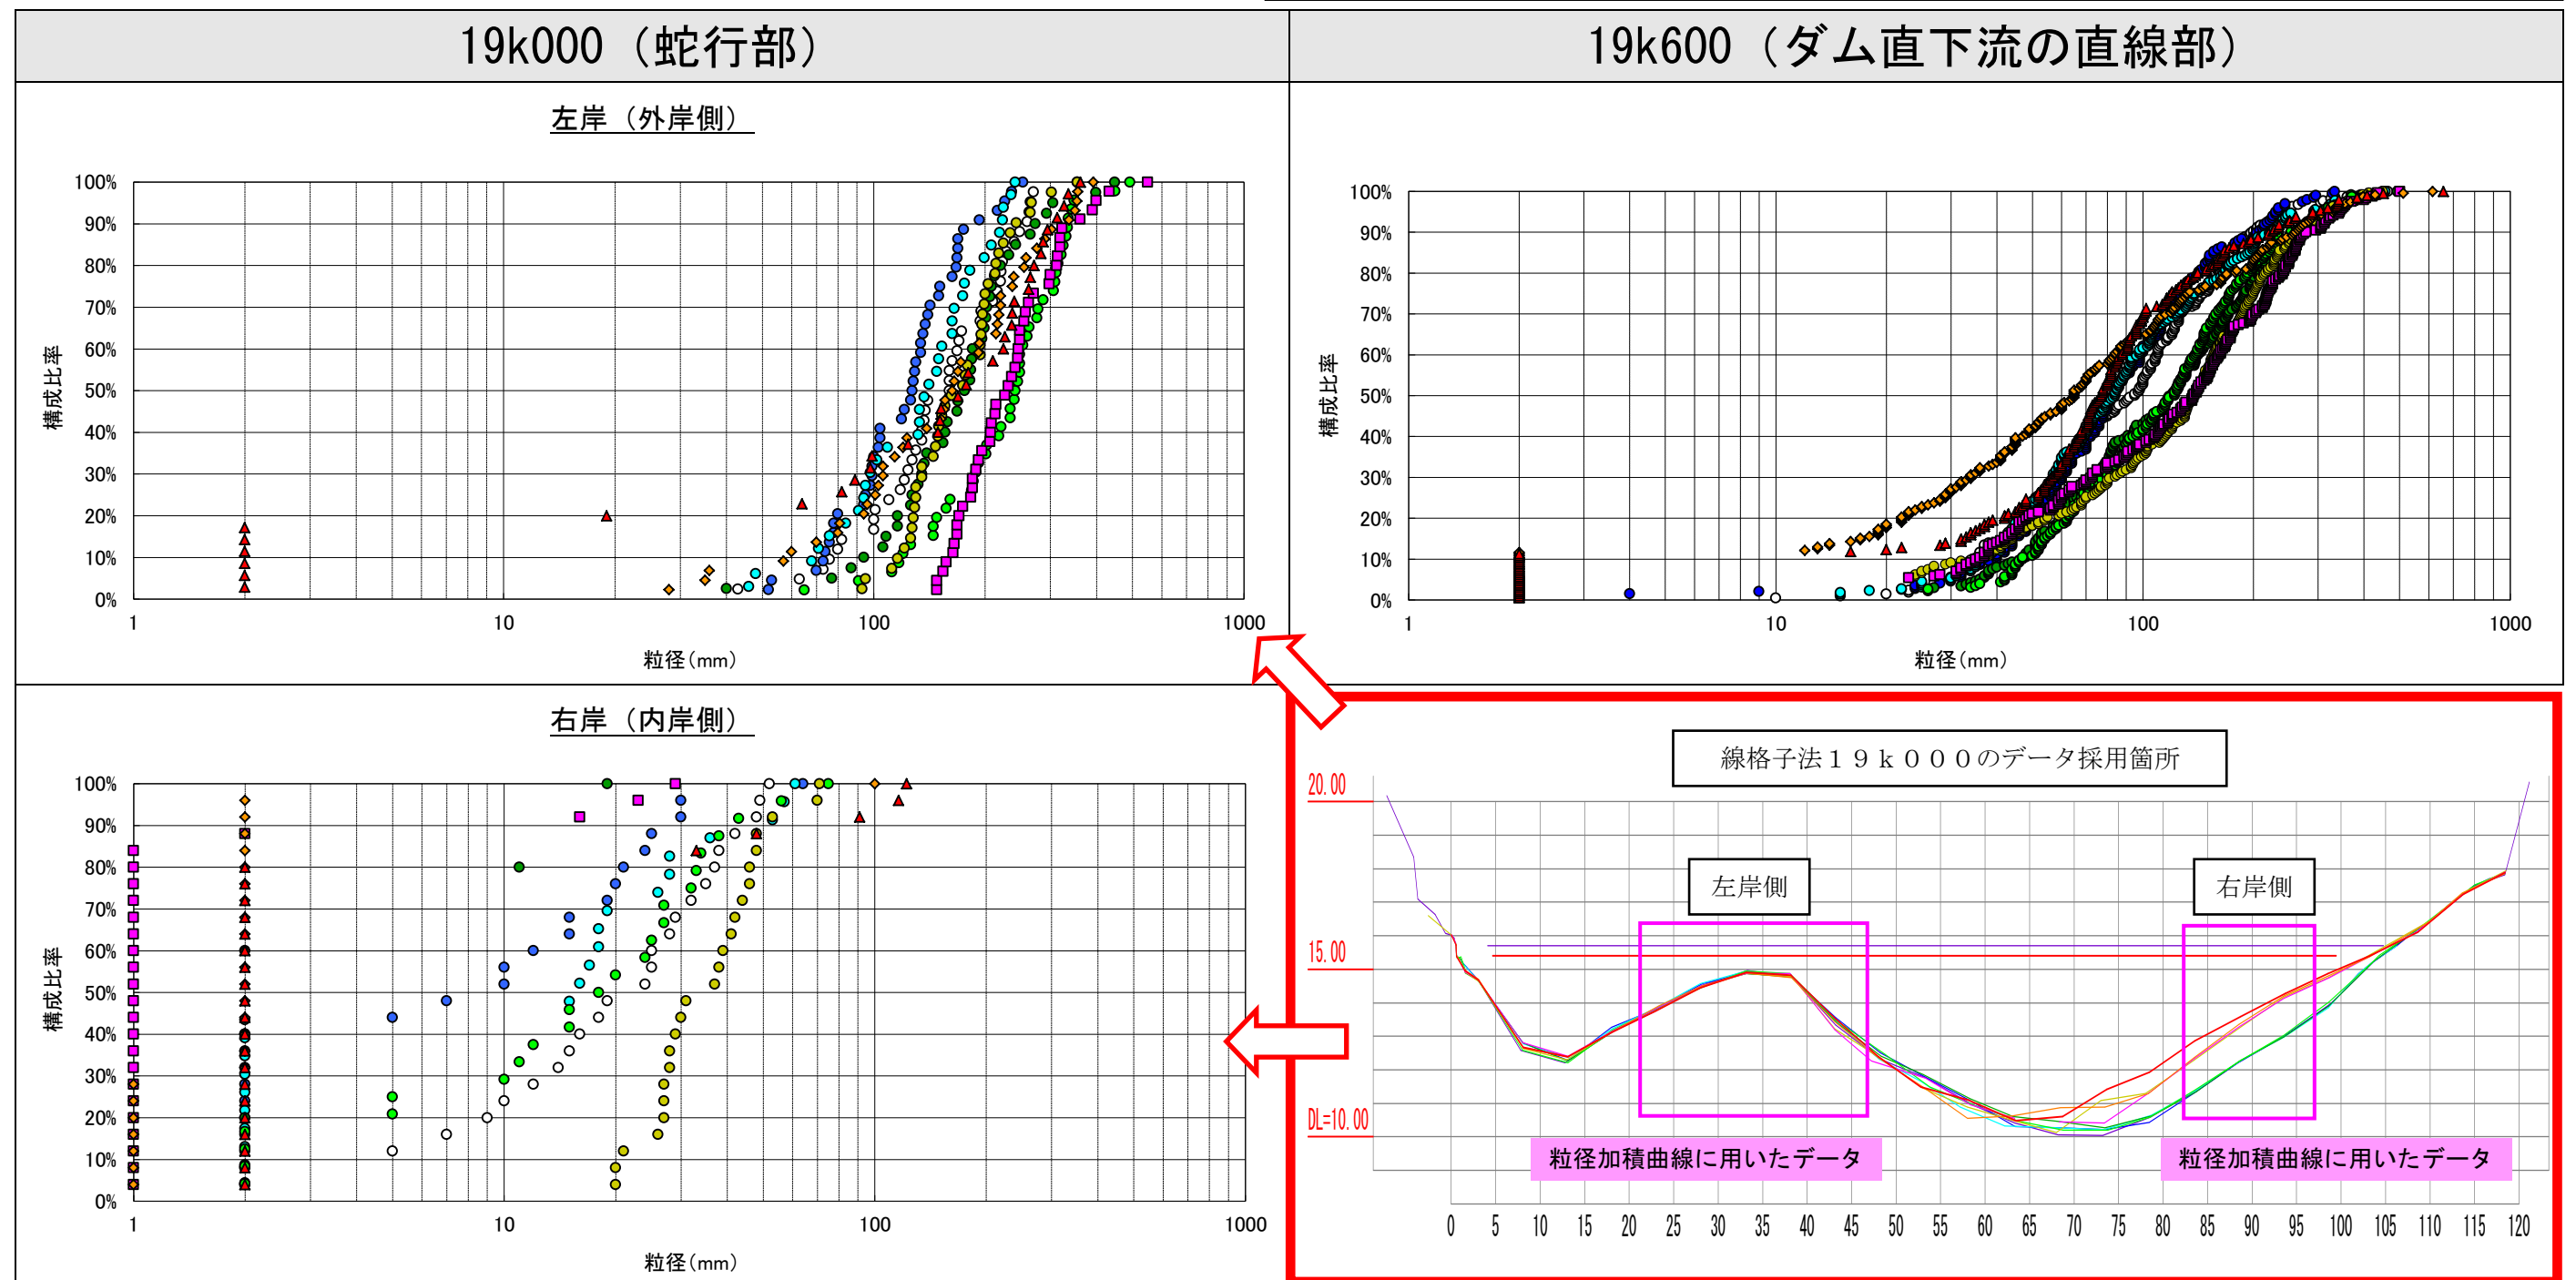 19k000（蛇行部）
19k600（ダム直下流の直線部）
左岸（外岸側）
100%
90%
80%
70%
60%
50%
40%
30%
20%
10%
0%
構成比率
1
10
100
1000
粒径(mm)
100%
90%
80%
70%
60%
50%
40%
30%
20%
10%
0%
構成比率
1
10
100
1000
粒径(mm)
右岸（内岸側）
100%
90%
80%
70%
60%
50%
40%
30%
20%
10%
0%
構成比率
1
10
100
1000
粒径(mm)
線格子法１９ｋ０００のデータ採用箇所
20.00
15.00
DL=10.00
左岸側
右岸側
粒径加積曲線に用いたデータ
粒径加積曲線に用いたデータ
0 5 10 15 20 25 30 35 40 45 50 55 60 65 70 75 80 85 90 95 100 105 110 115 120